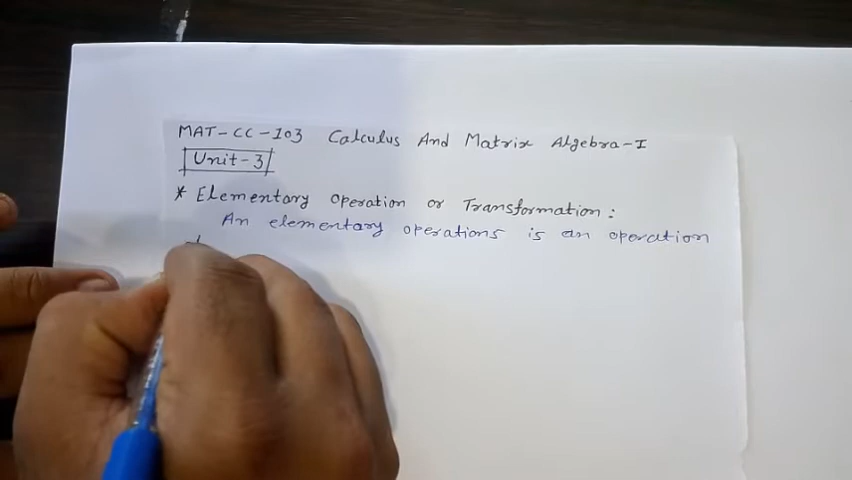 MAT-CC-103 Calculus And Matrix Algebra-I
Unit-3
* Elementary Operation or Transformation:
An elementary operations is an operation